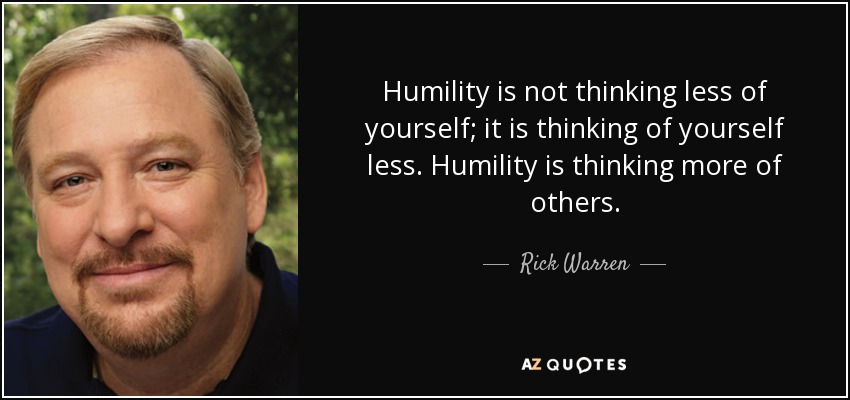 Humility is not thinking less of
yourself; it is thinking of yourself
less. Humility is thinking more of
others.
Rick Warren
AZ QUOTES